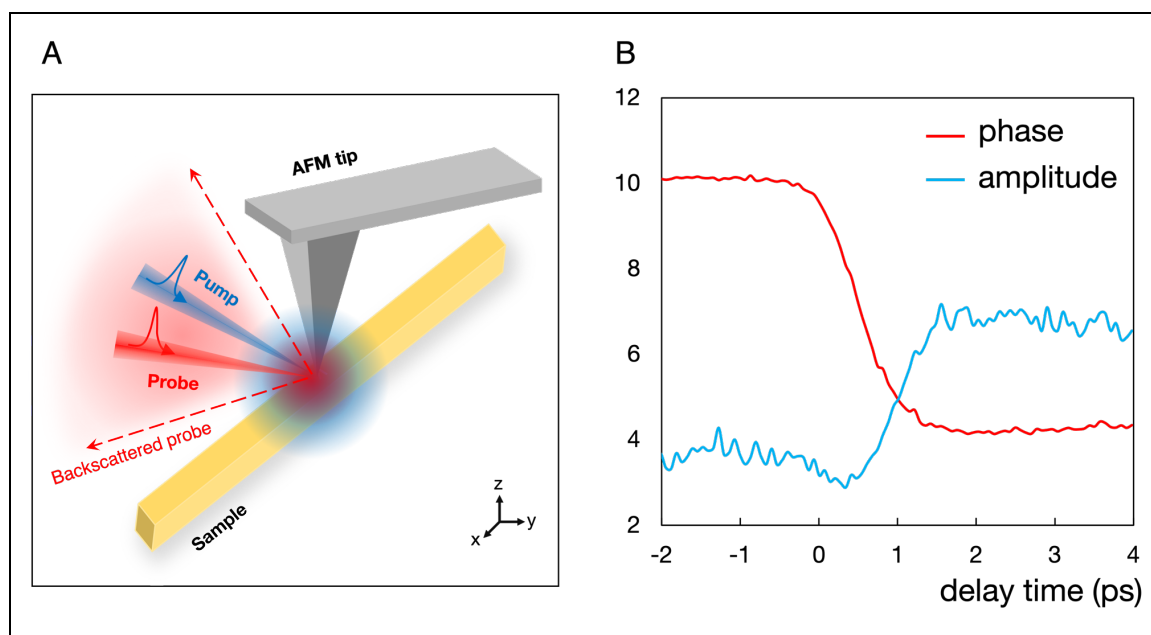 A
AFM tip
Pump
Probe
Backscattered probe
Sample
z
y
x
B
12
10
8
6
4
2
phase
amplitude
-2 -1 0 1 2 3 4
delay time (ps)